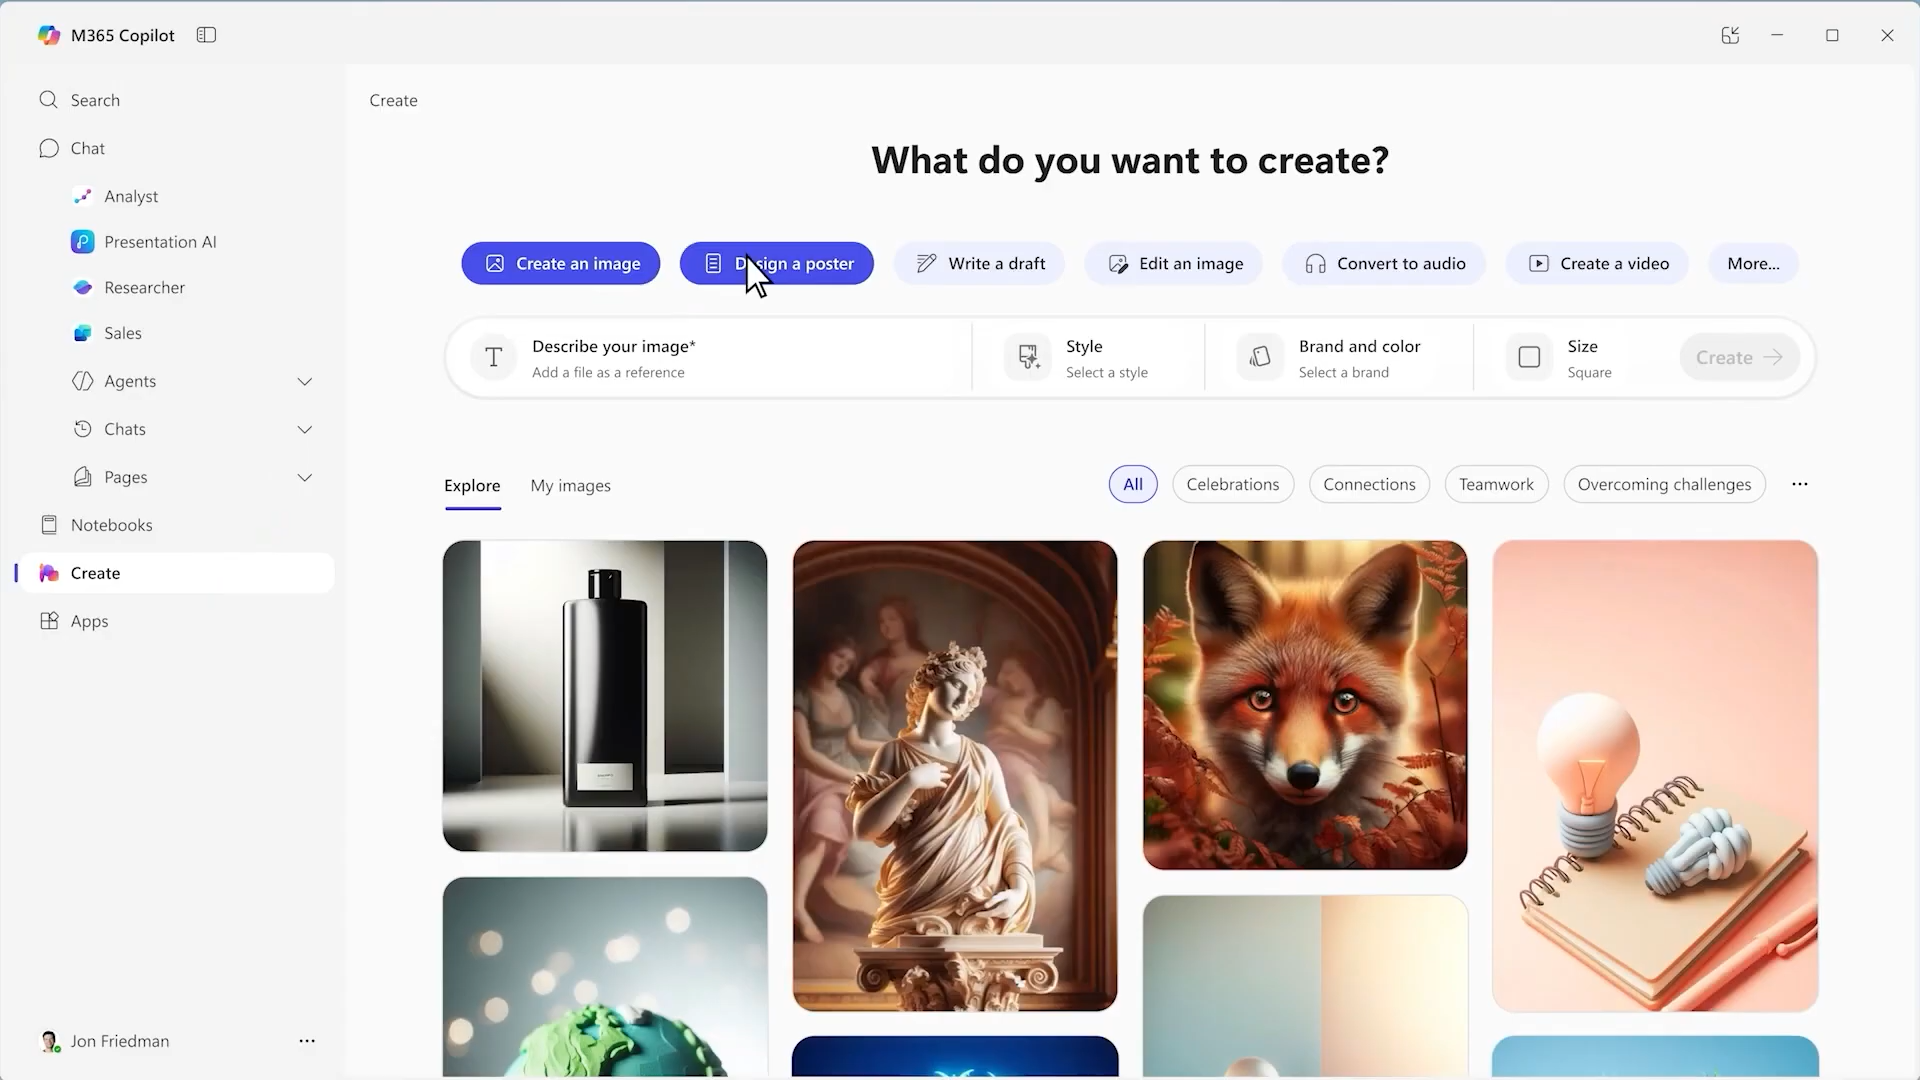 M365 Copilot
Search
Chat
Analyst
Presentation AI
Researcher
Sales
Agents
Chats
Pages
Notebooks
Create
Apps
Jon Friedman
Create
What do you want to create?
Create an image
Design a poster
Write a draft
Edit an image
Convert to audio
Create a video
More...
Describe your image*
Add a file as a reference
Style
Select a style
Brand and color
Select a brand
Size
Square
Create
Explore
My images
All
Celebrations
Connections
Teamwork
Overcoming challenges